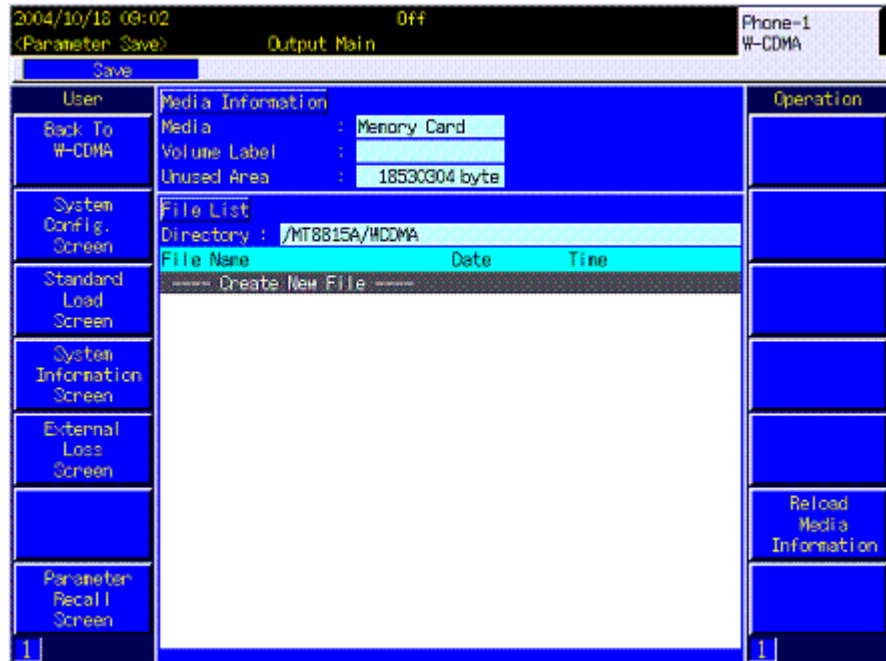 2004/10/18 09:02 Off Phone-1
<Parameter Save> Output Main W-CDMA
Save
User
Back To
W-CDMA
System
Config.
Screen
Standard
Load
Screen
System
Information
Screen
External
Loss
Screen
Parameter
Recall
Screen
1
Media Information
Media : Memory Card
Volume Label :
Unused Area : 18530304 byte
File List
Directory : /MT8815A/WCDMA
File Name Date Time
---- Create New File ----
Operation
Reload
Media
Information
1